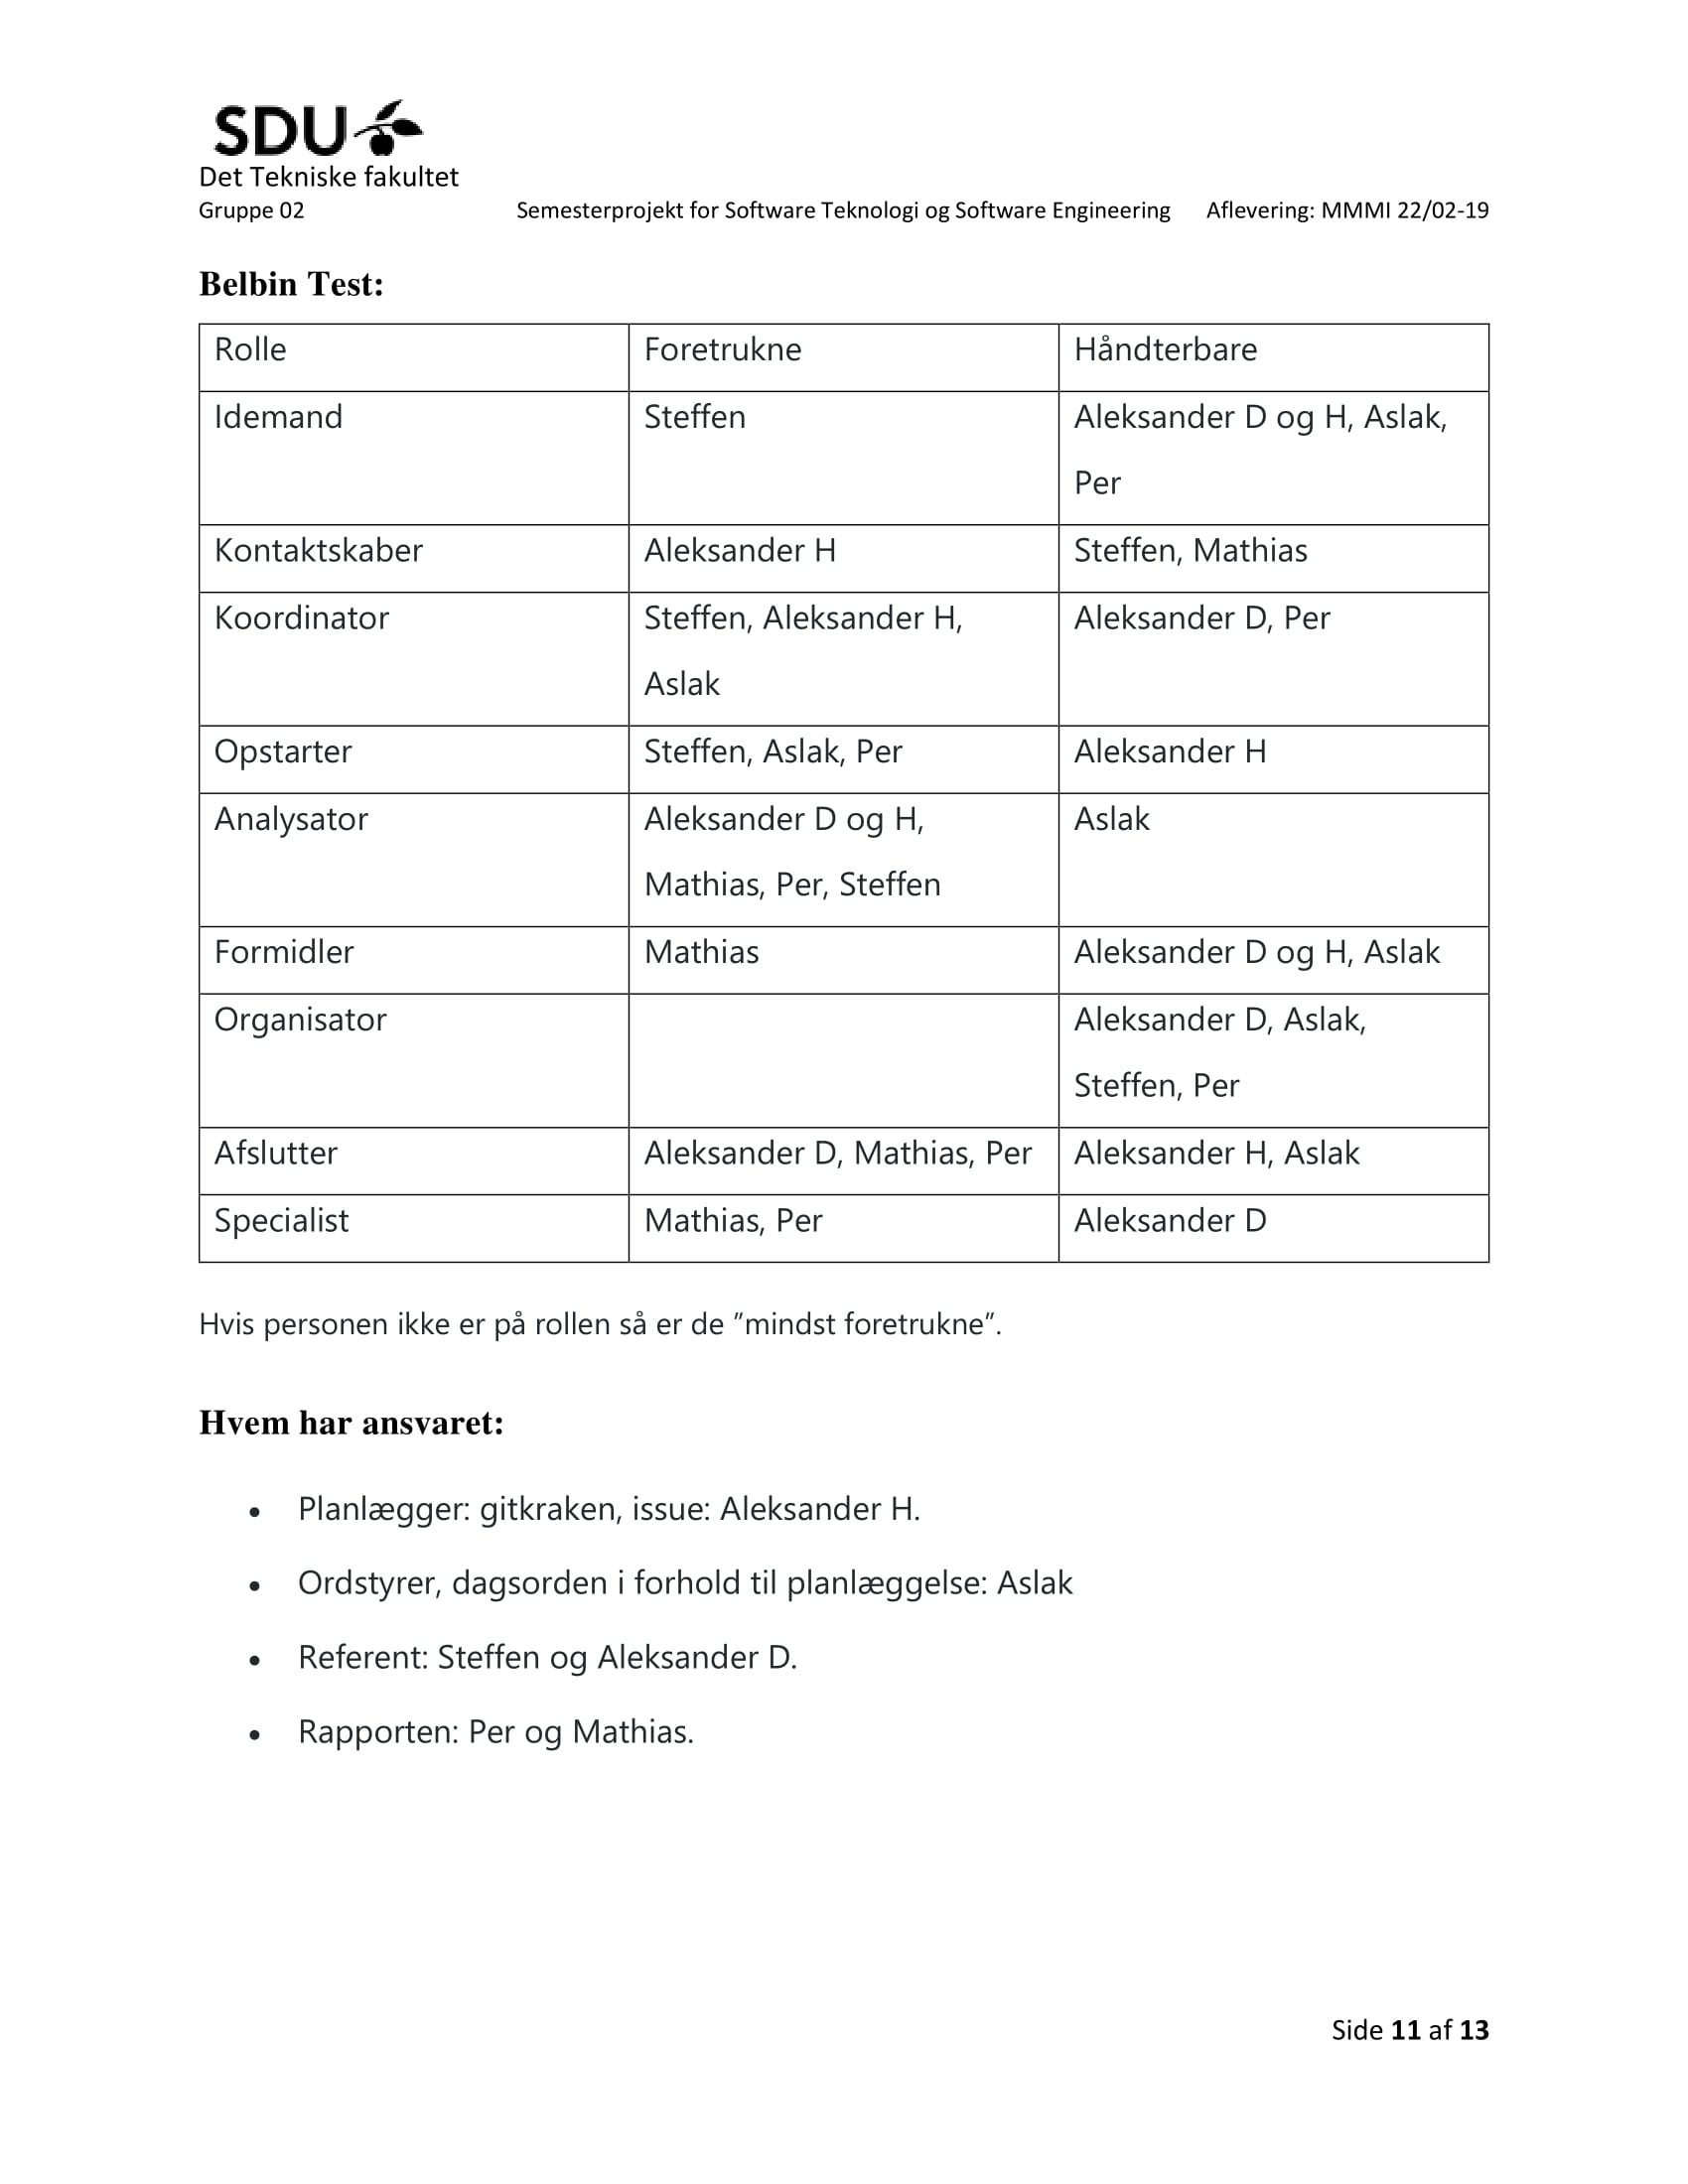 SDU
Det Tekniske fakultet
Gruppe 02 Semesterprojekt for Software Teknologi og Software Engineering Aflevering: MMMI 22/02-19
Belbin Test:
Rolle Foretrukne Håndterbare
Idemand Steffen Aleksander D og H, Aslak,
Per
Kontaktskaber Aleksander H Steffen, Mathias
Koordinator Steffen, Aleksander H, Aleksander D, Per
Aslak
Opstarter Steffen, Aslak, Per Aleksander H
Analysator Aleksander D og H, Aslak
Mathias, Per, Steffen
Formidler Mathias Aleksander D og H, Aslak
Organisator Aleksander D, Aslak,
Steffen, Per
Afslutter Aleksander D, Mathias, Per Aleksander H, Aslak
Specialist Mathias, Per Aleksander D
Hvis personen ikke er på rollen så er de ”mindst foretrukne”.
Hvem har ansvaret:
• Planlægger: gitkraken, issue: Aleksander H.
• Ordstyrer, dagsorden i forhold til planlæggelse: Aslak
• Referent: Steffen og Aleksander D.
• Rapporten: Per og Mathias.
Side 11 af 13